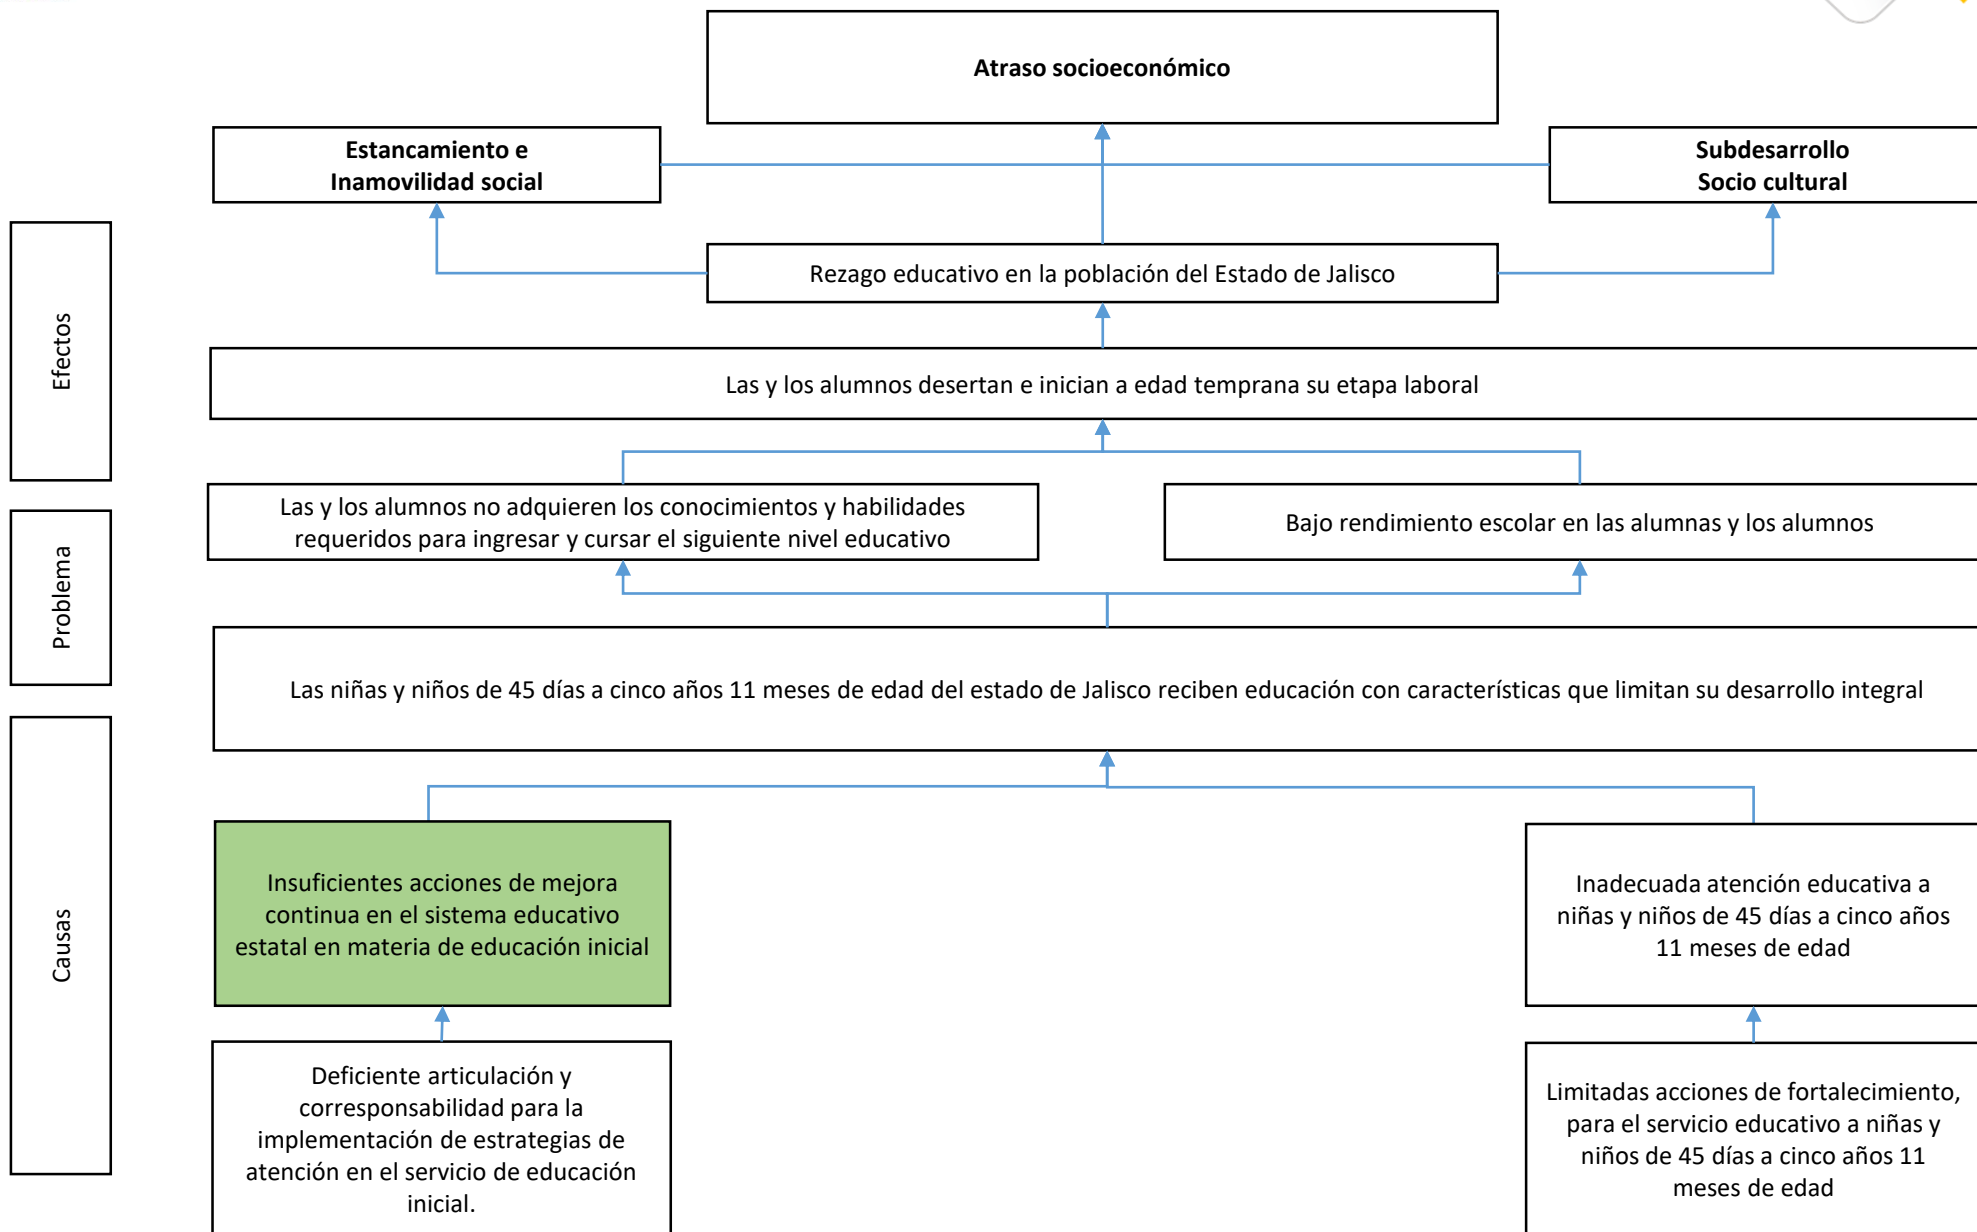 Atraso socioeconómico
Estancamiento e
Inamovilidad social
Subdesarrollo
Socio cultural
Efectos
Rezago educativo en la población del Estado de Jalisco
Las y los alumnos desertan e inician a edad temprana su etapa laboral
Las y los alumnos no adquieren los conocimientos y habilidades
requeridos para ingresar y cursar el siguiente nivel educativo
Bajo rendimiento escolar en las alumnas y los alumnos
Problema
Las niñas y niños de 45 días a cinco años 11 meses de edad del estado de Jalisco reciben educación con características que limitan su desarrollo integral
Causas
Insuficientes acciones de mejora
continua en el sistema educativo
estatal en materia de educación inicial
Inadecuada atención educativa a
niñas y niños de 45 días a cinco años
11 meses de edad
Deficiente articulación y
corresponsabilidad para la
implementación de estrategias de
atención en el servicio de educación
inicial.
Limitadas acciones de fortalecimiento,
para el servicio educativo a niñas y
niños de 45 días a cinco años 11
meses de edad